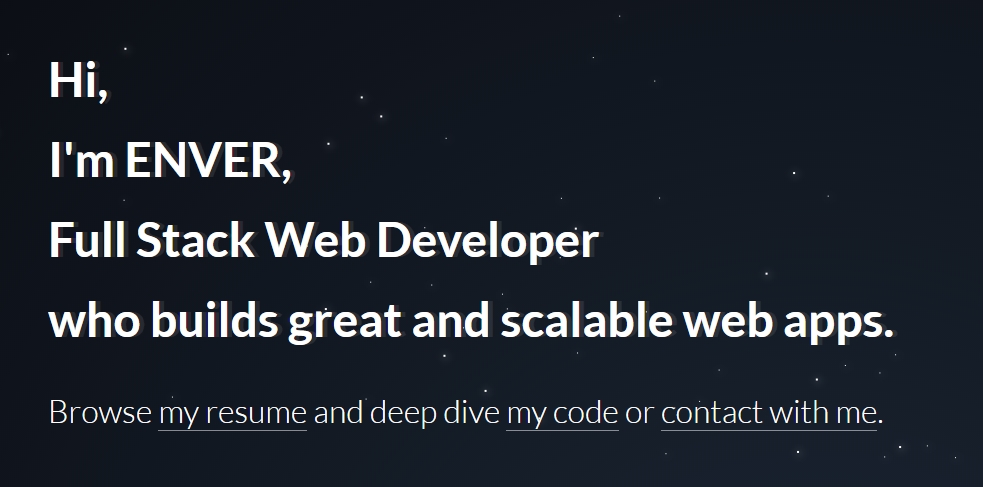 Hi,
I'm ENVER,
Full Stack Web Developer
who builds great and scalable web apps.
Browse my resume and deep dive my code or contact with me.